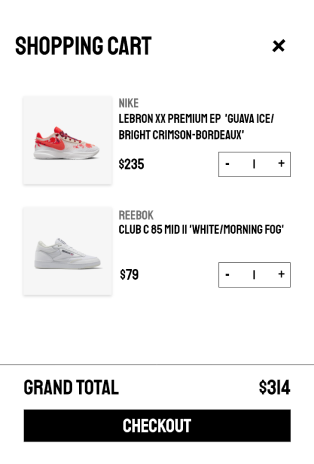 SHOPPING CART ×
NIKE
LEBRON XX PREMIUM EP 'GUAVA ICE/
BRIGHT CRIMSON-BORDEAUX'
$235 - 1 +
REEBOK
CLUB C 85 MID II 'WHITE/MORNING FOG'
$79 - 1 +
GRAND TOTAL $314
CHECKOUT